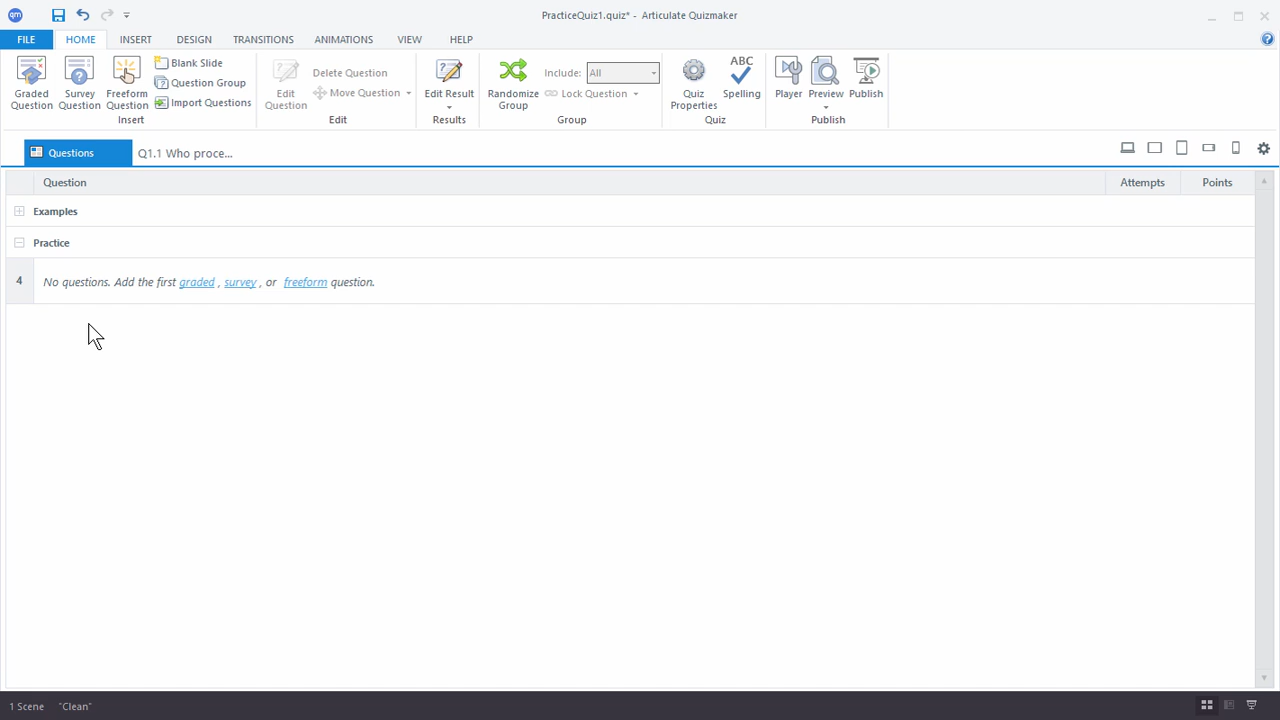 qm
PracticeQuiz1.quiz* - Articulate Quizmaker
FILE HOME INSERT DESIGN TRANSITIONS ANIMATIONS VIEW HELP
Graded Question
Survey Question
Freeform Question
Blank Slide
Question Group
Import Questions
Insert
Edit Question
Delete Question
Move Question
Edit
Edit Result
Results
Randomize Group
Include: All
Lock Question
Group
Quiz Properties
ABC
Spelling
Quiz
Player
Preview
Publish
Publish
Questions
Q1.1 Who proce...
Question Attempts Points
Examples
Practice
4 No questions. Add the first graded , survey , or freeform question.
1 Scene "Clean"